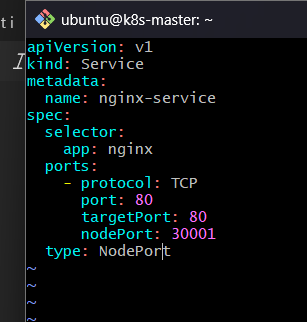 t i
ubuntu@k8s-master: ~
apiVersion: v1
kind: Service
metadata:
  name: nginx-service
spec:
  selector:
    app: nginx
  ports:
    - protocol: TCP
      port: 80
      targetPort: 80
      nodePort: 30001
  type: NodePort
~
~
~
~